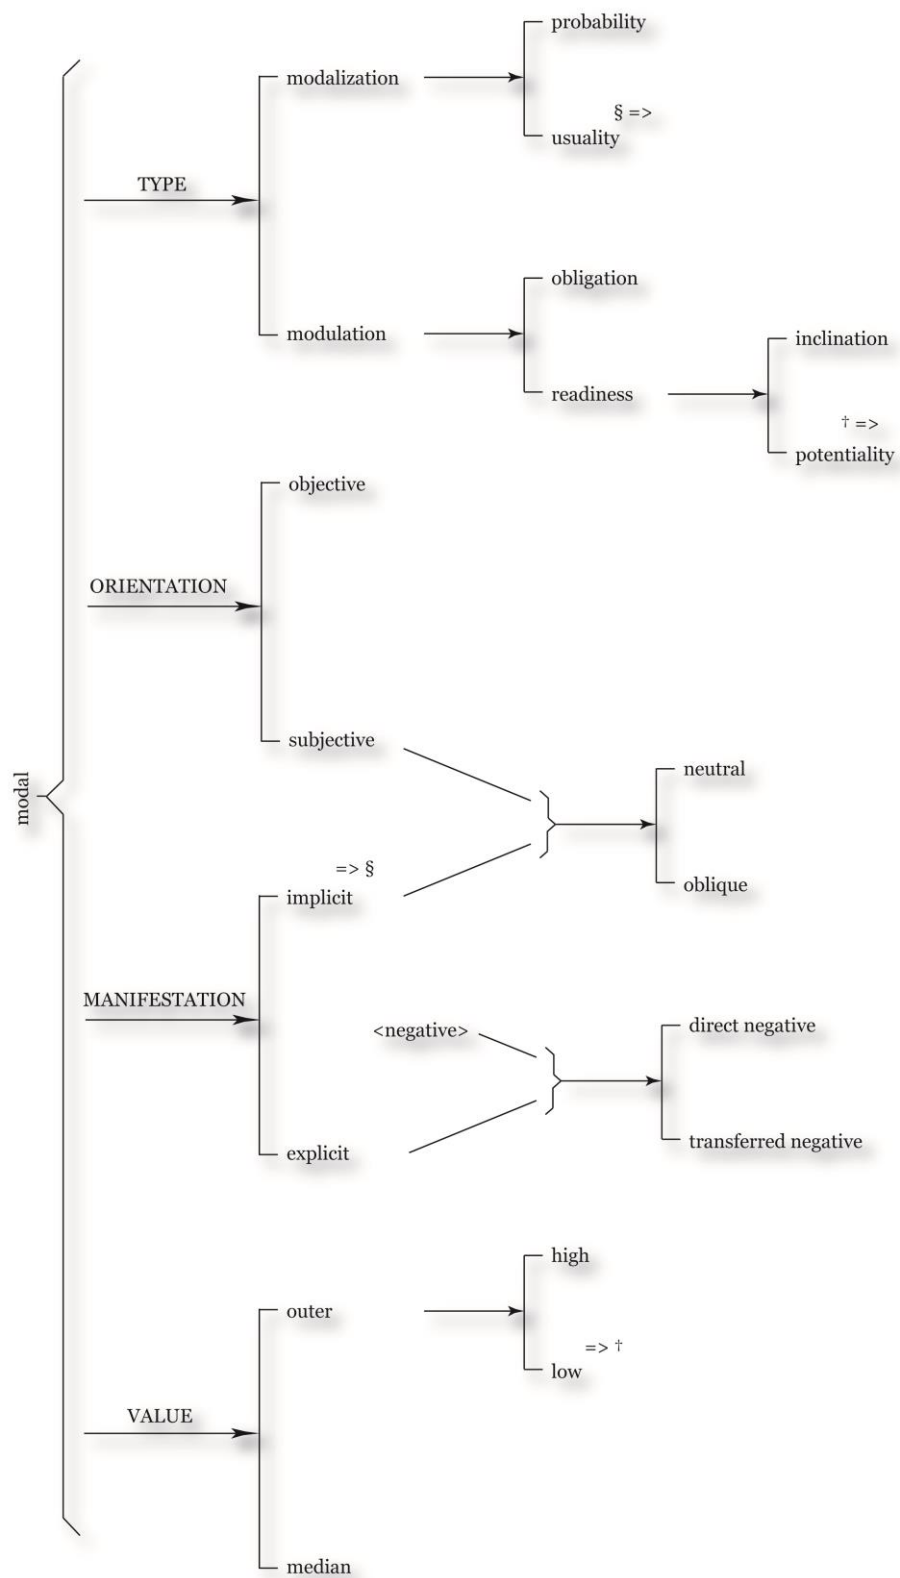 probability
modalization
§ =>
usuality
TYPE
obligation
modulation
inclination
readiness
† =>
potentiality
objective
ORIENTATION
subjective
neutral
modal
=> §
implicit
oblique
MANIFESTATION
direct negative
<negative>
transferred negative
explicit
high
outer
=> †
low
VALUE
median